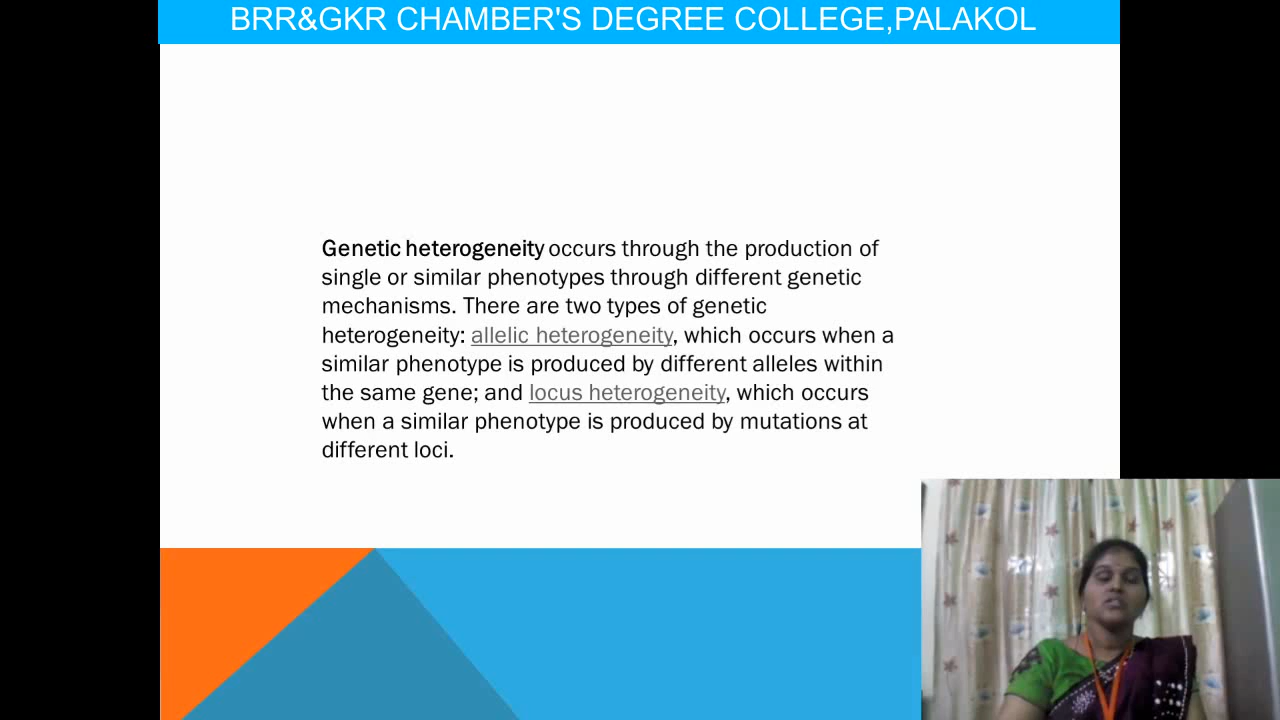 BRR&GKR CHAMBER'S DEGREE COLLEGE,PALAKOL
Genetic heterogeneity occurs through the production of
single or similar phenotypes through different genetic
mechanisms. There are two types of genetic
heterogeneity: allelic heterogeneity, which occurs when a
similar phenotype is produced by different alleles within
the same gene; and locus heterogeneity, which occurs
when a similar phenotype is produced by mutations at
different loci.